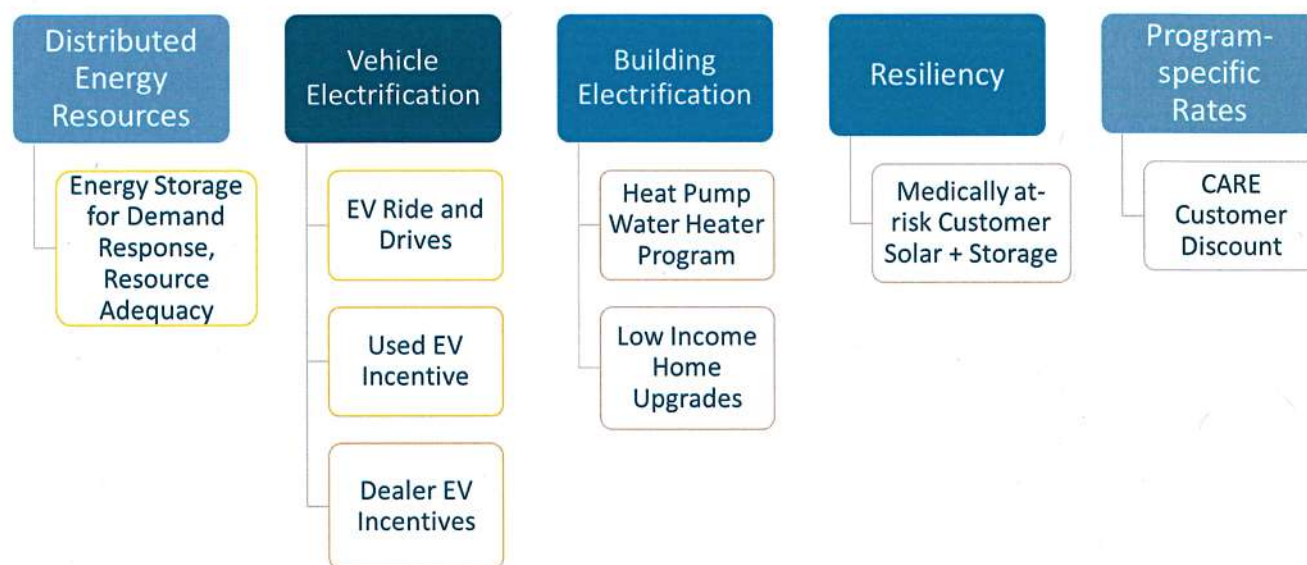 Distributed
Energy
Resources
Energy Storage
for Demand
Response,
Resource
Adequacy
Vehicle
Electrification
EV Ride and
Drives
Used EV
Incentive
Dealer EV
Incentives
Building
Electrification
Heat Pump
Water Heater
Program
Low Income
Home
Upgrades
Resiliency
Medically at-
risk Customer
Solar + Storage
Program-
specific
Rates
CARE
Customer
Discount